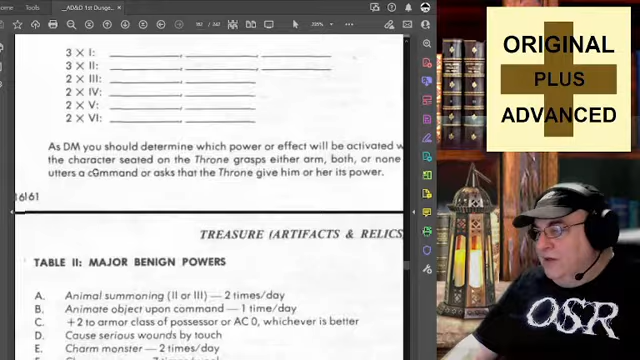 Tools
__AD&D 1st Dunge...
3 X I:
3 X II:
2 X III:
2 X IV:
2 X V:
2 X VI:
As DM you should determine which power or effect will be activated w
the character seated on the Throne grasps either arm, both, or none
utters a command or asks that the Throne give him or her its power.
TREASURE (ARTIFACTS & RELICS)
TABLE II: MAJOR BENIGN POWERS
A. Animal summoning (II or III) — 2 times/day
B. Animate object upon command — 1 time/day
C. +2 to armor class of possessor or AC 0, whichever is better
D. Cause serious wounds by touch
E. Charm monster — 2 times/day
ORIGINAL
PLUS
ADVANCED
OSR